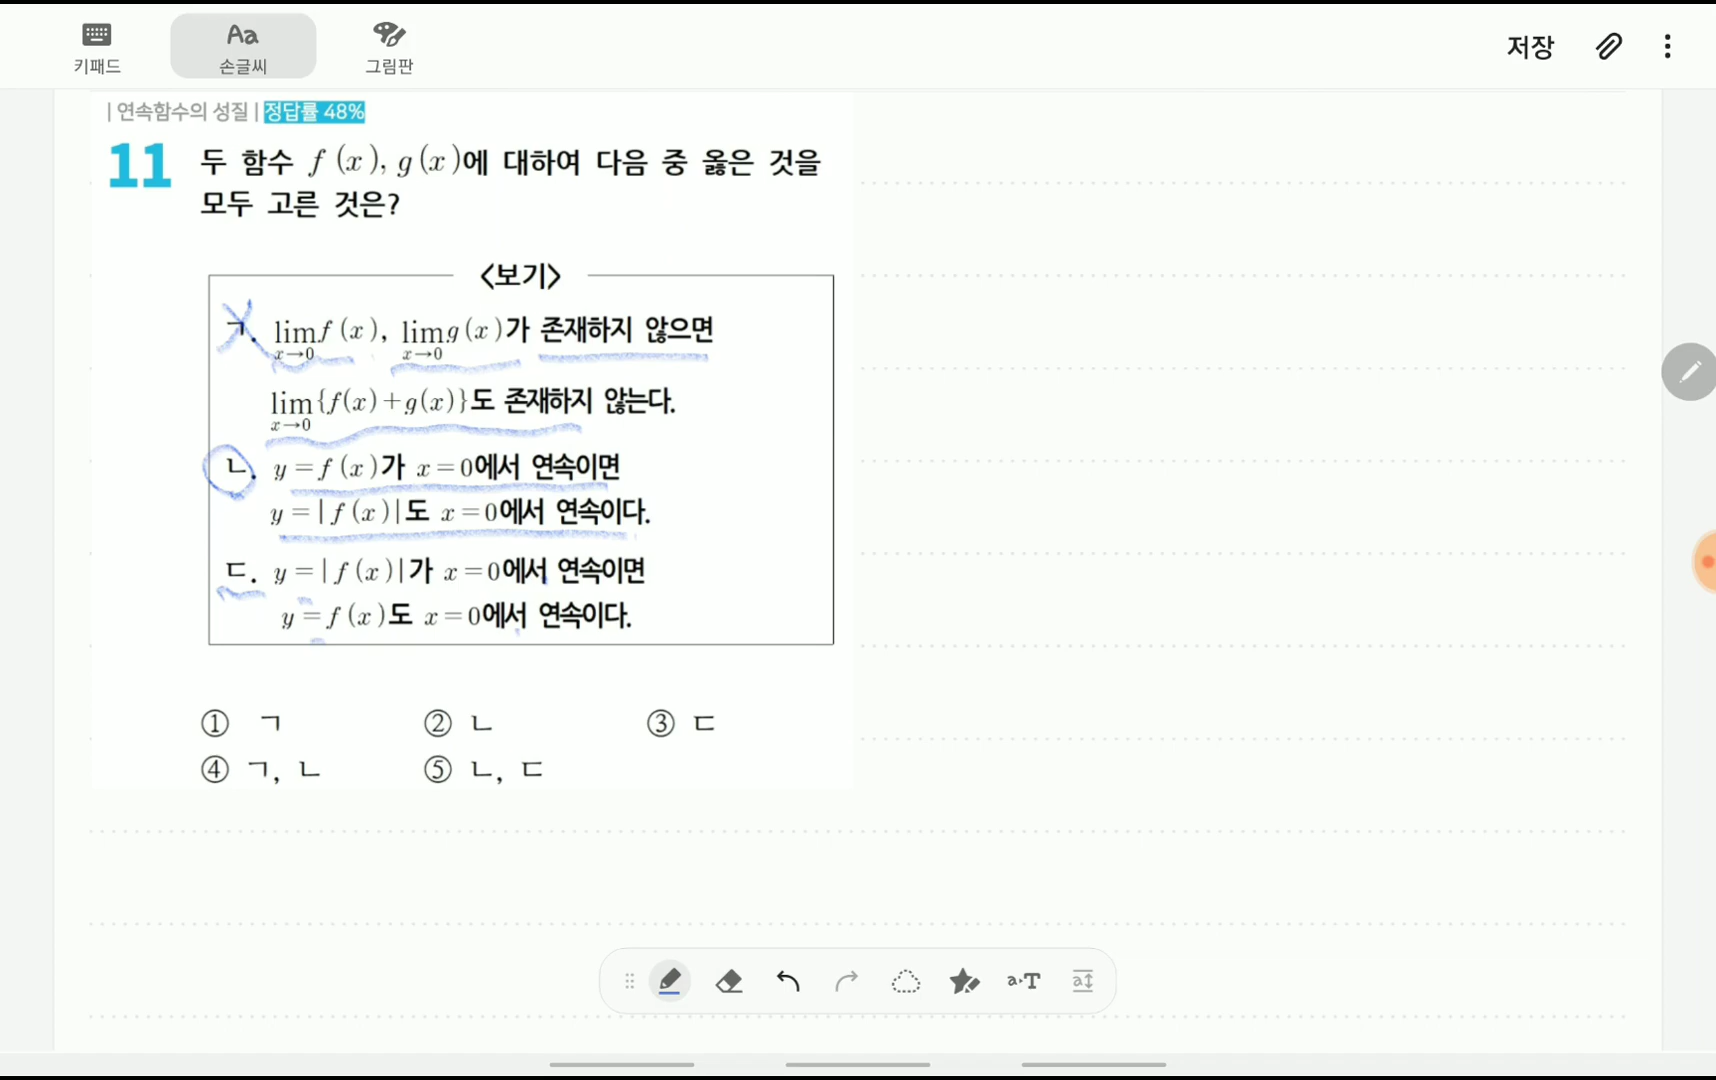 키패드
Aa
손글씨
그림판
저장
| 연속함수의 성질 | 정답률 48%
11 두 함수 f(x), g(x)에 대하여 다음 중 옳은 것을
모두 고른 것은?
<보기>
ㄱ. lim_{x→0} f(x), lim_{x→0} g(x)가 존재하지 않으면
lim_{x→0} {f(x)+g(x)}도 존재하지 않는다.
ㄴ. y=f(x)가 x=0에서 연속이면
y=|f(x)|도 x=0에서 연속이다.
ㄷ. y=|f(x)|가 x=0에서 연속이면
y=f(x)도 x=0에서 연속이다.
① ㄱ ② ㄴ ③ ㄷ
④ ㄱ, ㄴ ⑤ ㄴ, ㄷ
a▸T a↕